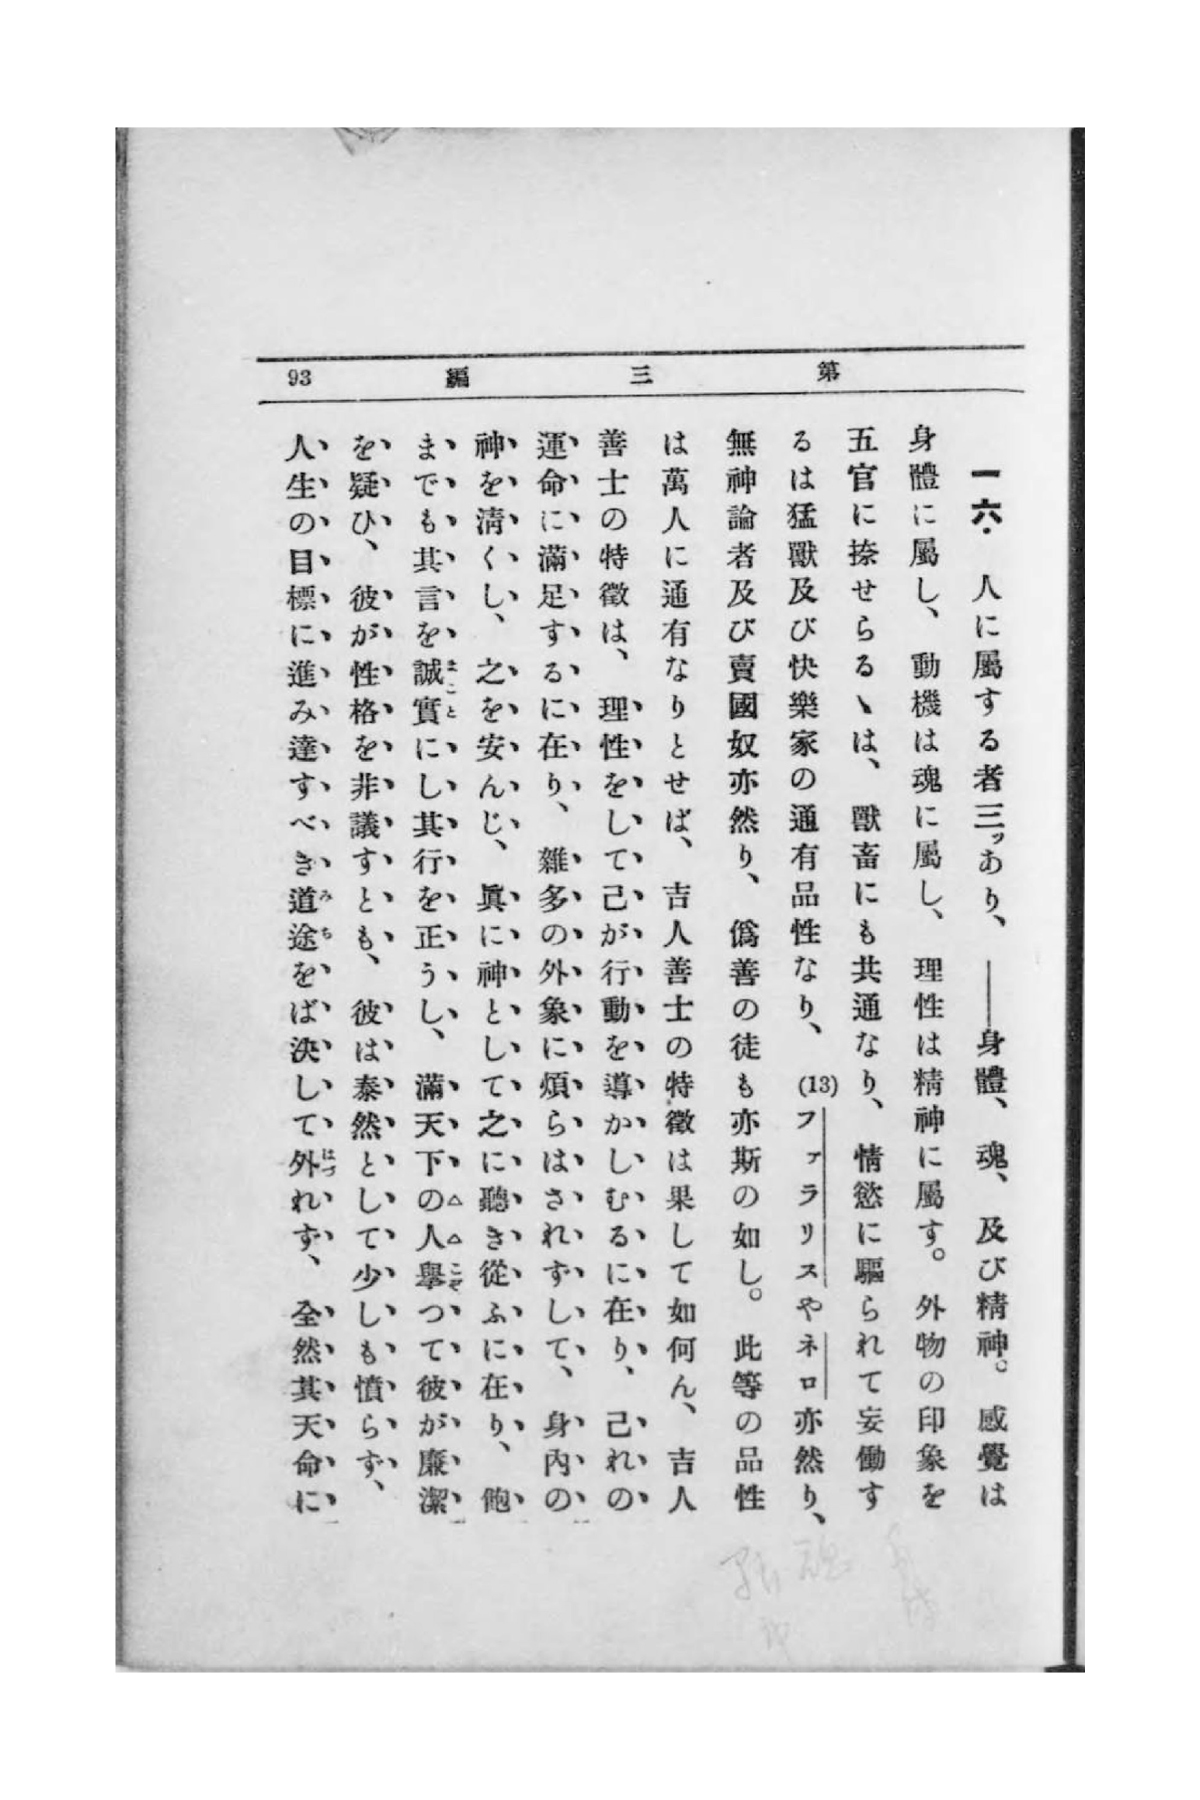 第三編 93
一六・ 人に屬する者三ッあり、――身體、魂、及び精神。感覺は
身體に屬し、動機は魂に屬し、理性は精神に屬す。外物の印象を
五官に捺せらるゝは、獸畜にも共通なり、情慾に驅られて妄働す
るは猛獸及び快樂家の通有品性なり、(13)ファラリスやネロ亦然り、
無神論者及び賣國奴亦然り、僞善の徒も亦斯の如し。此等の品性
は萬人に通有なりとせば、吉人善士の特徵は果して如何ん、吉人
善士の特徵は、理性をして己が行動を導かしむるに在り、己れの
運命に滿足するに在り、雜多の外象に煩らはされずして、身內の
神を清くし、之を安んじ、眞に神として之に聽き從ふに在り、飽
までも其言を誠實にし其行を正うし、滿天下の人擧つて彼が廉潔
を疑ひ、彼が性格を非議すとも、彼は泰然として少しも憤らず、
人生の目標に進み達すべき道途をば決して外れず、全然其天命に